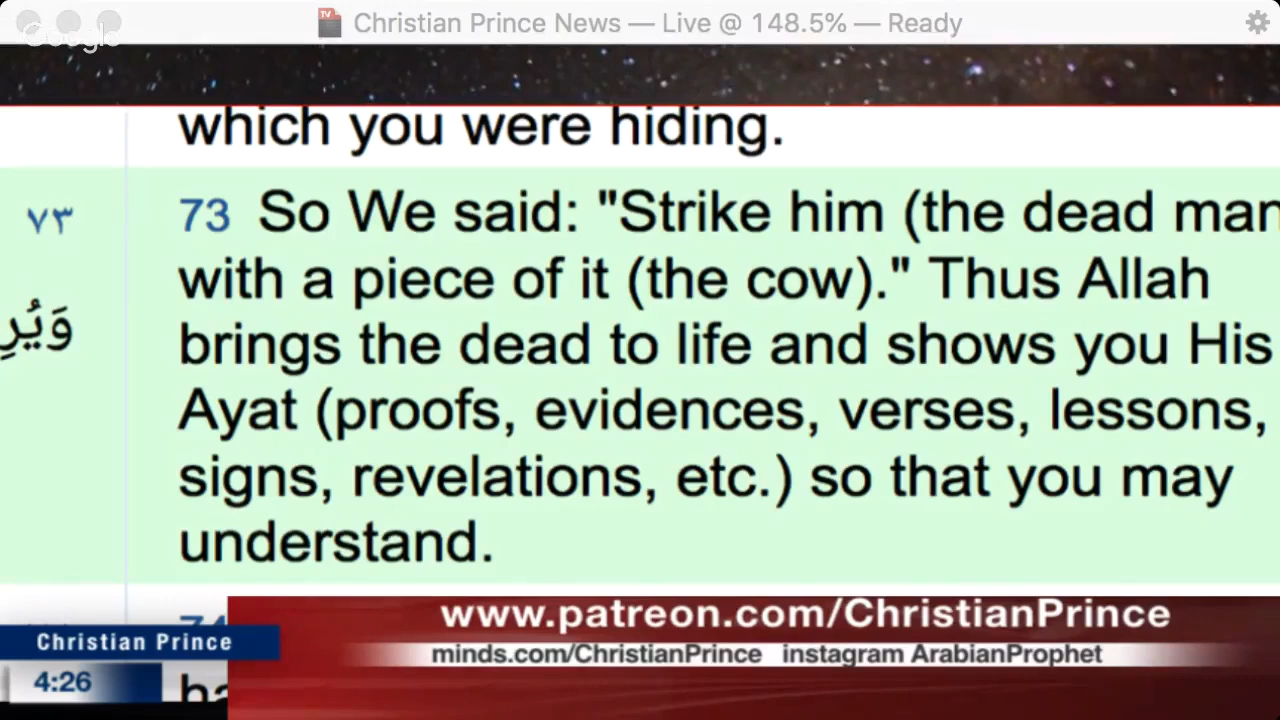 Christian Prince News — Live @ 148.5% — Ready
Google
which you were hiding.
٧٣
73 So We said: "Strike him (the dead man
with a piece of it (the cow)." Thus Allah
وَيُرِ
brings the dead to life and shows you His
Ayat (proofs, evidences, verses, lessons,
signs, revelations, etc.) so that you may
understand.
www.patreon.com/ChristianPrince
Christian Prince
minds.com/ChristianPrince instagram ArabianProphet
4:26